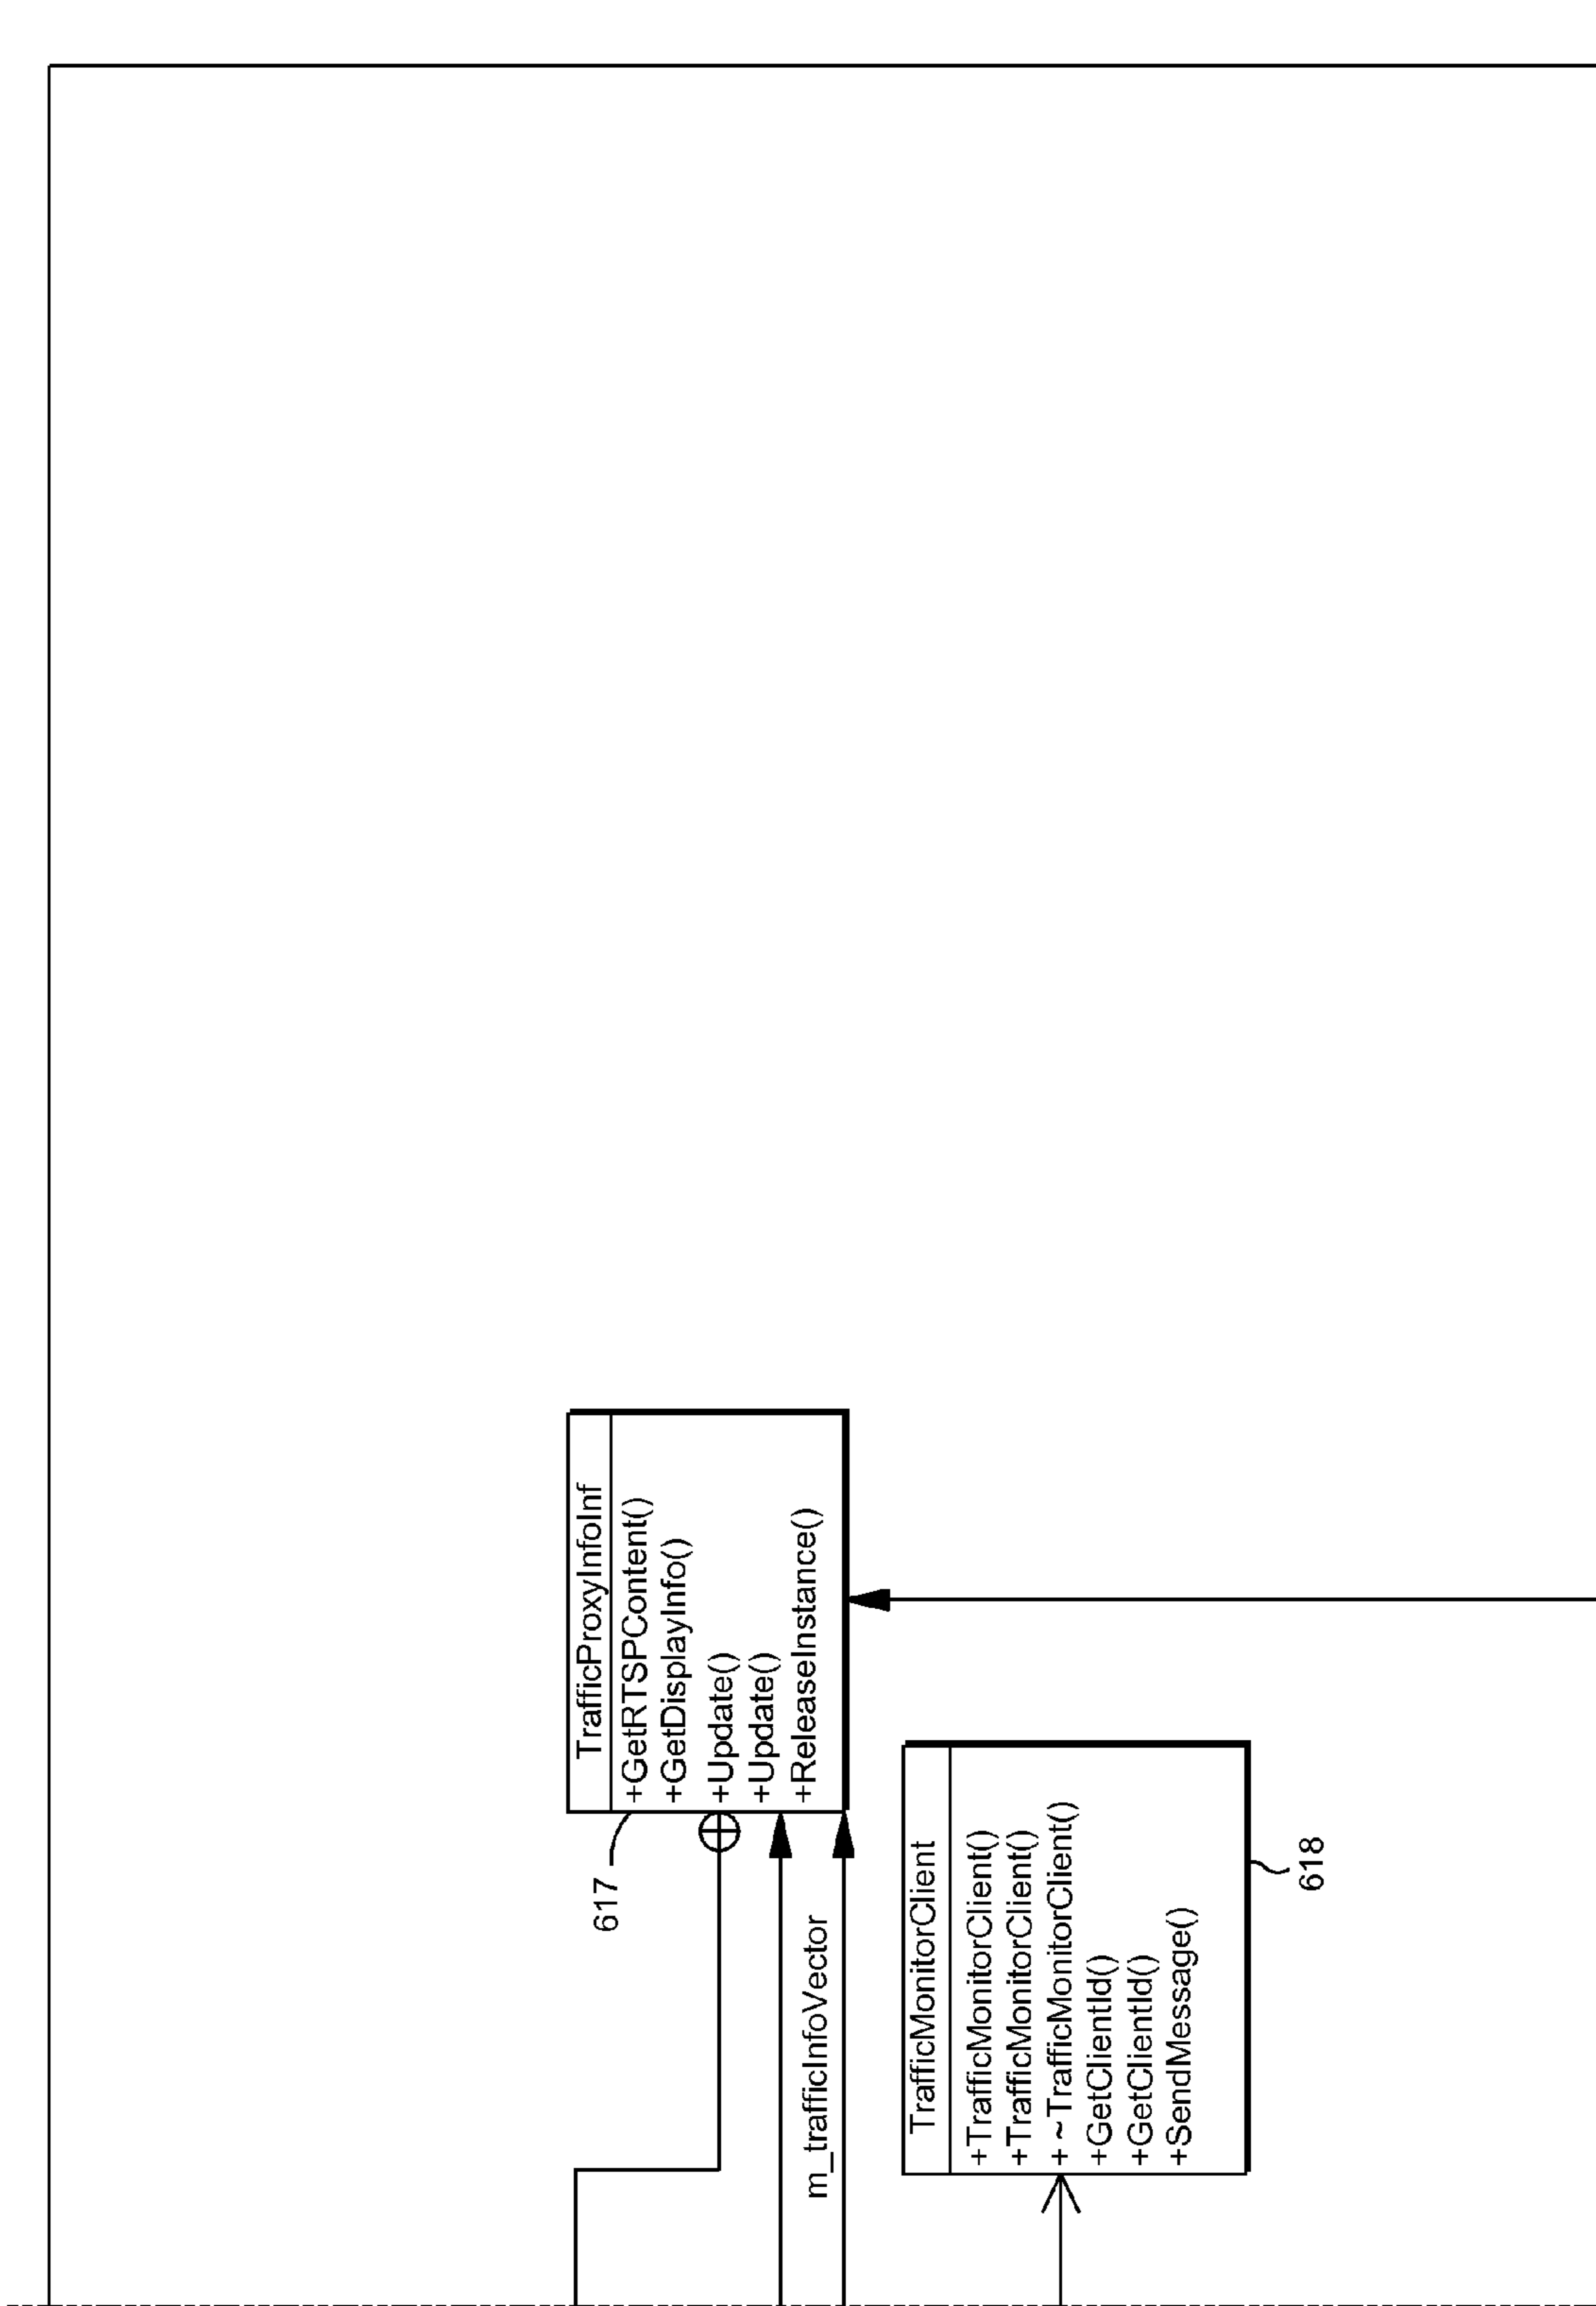 TrafficProxyInfoInf
+GetRTSPContent()
+GetDisplayInfo()
+Update()
+Update()
+ReleaseInstance()
617
m_trafficInfoVector
TrafficMonitorClient
+TrafficMonitorClient()
+TrafficMonitorClient()
+ ~TrafficMonitorClient()
+GetClientId()
+GetClientId()
+SendMessage()
618